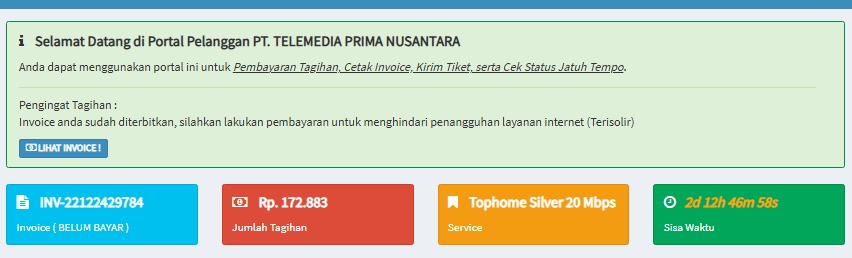 Selamat Datang di Portal Pelanggan PT. TELEMEDIA PRIMA NUSANTARA
Anda dapat menggunakan portal ini untuk Pembayaran Tagihan, Cetak Invoice, Kirim Tiket, serta Cek Status Jatuh Tempo.
Pengingat Tagihan :
Invoice anda sudah diterbitkan, silahkan lakukan pembayaran untuk menghindari penangguhan layanan internet (Terisolir)
LIHAT INVOICE !
INV-22122429784
Invoice ( BELUM BAYAR )
Rp. 172.883
Jumlah Tagihan
Tophome Silver 20 Mbps
Service
2d 12h 46m 58s
Sisa Waktu